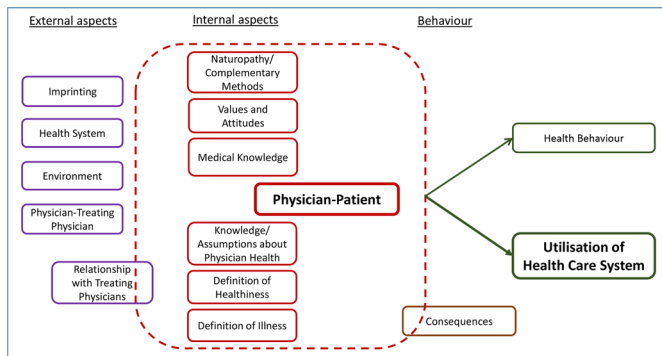 External aspects
Internal aspects
Behaviour
Imprinting
Health System
Environment
Physician-Treating
Physician
Relationship
with Treating
Physicians
Naturopathy/
Complementary
Methods
Values and
Attitudes
Medical Knowledge
Physician-Patient
Knowledge/
Assumptions about
Physician Health
Definition of
Healthiness
Definition of Illness
Health Behaviour
Utilisation of
Health Care System
Consequences